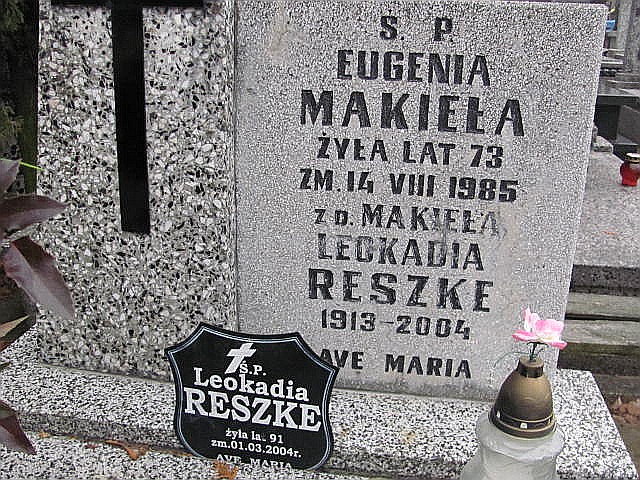 Ś P
EUGENIA
MAKIEŁA
ŻYŁA LAT 73
ZM. 14 VIII 1985
Z D. MAKIEŁA
LEOKADIA
RESZKE
1913-2004
AVE MARIA
Ś.P.
Leokadia
RESZKE
żyła lat 91
zm.01.03.2004r.
AVE MARIA